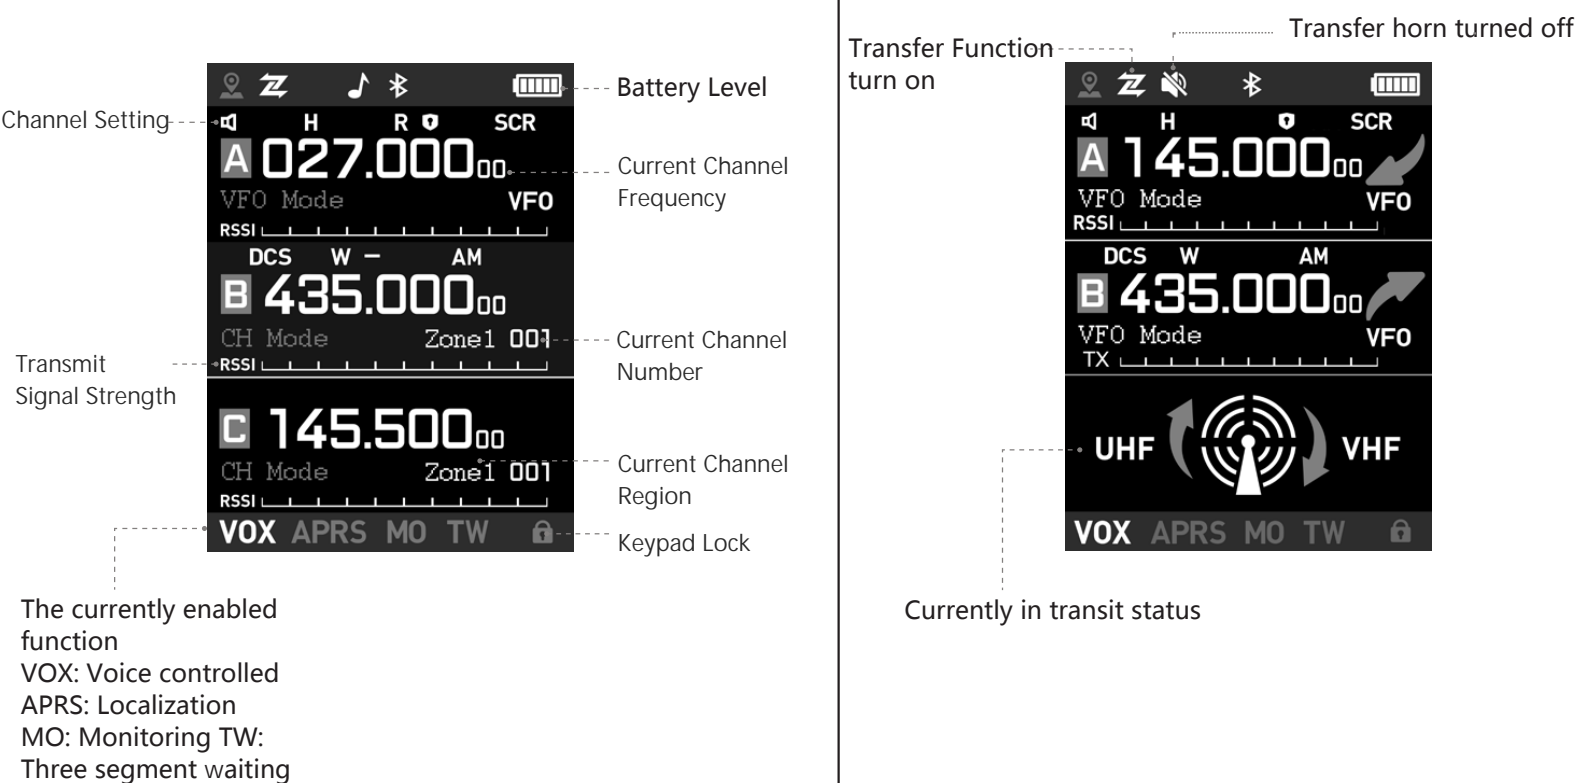 Battery Level
Channel Setting
H R SCR
A 027.000 00
Current Channel
Frequency
VFO Mode VFO
RSSI
DCS W – AM
B 435.000 00
CH Mode Zone1 001
Current Channel
Number
RSSI
Transmit
Signal Strength
C 145.500 00
CH Mode Zone1 001
Current Channel
Region
RSSI
VOX APRS MO TW
Keypad Lock
The currently enabled
function
VOX: Voice controlled
APRS: Localization
MO: Monitoring TW:
Three segment waiting
Transfer horn turned off
Transfer Function
turn on
H SCR
A 145.000 00
VFO Mode VFO
RSSI
DCS W AM
B 435.000 00
VFO Mode VFO
TX
UHF VHF
VOX APRS MO TW
Currently in transit status